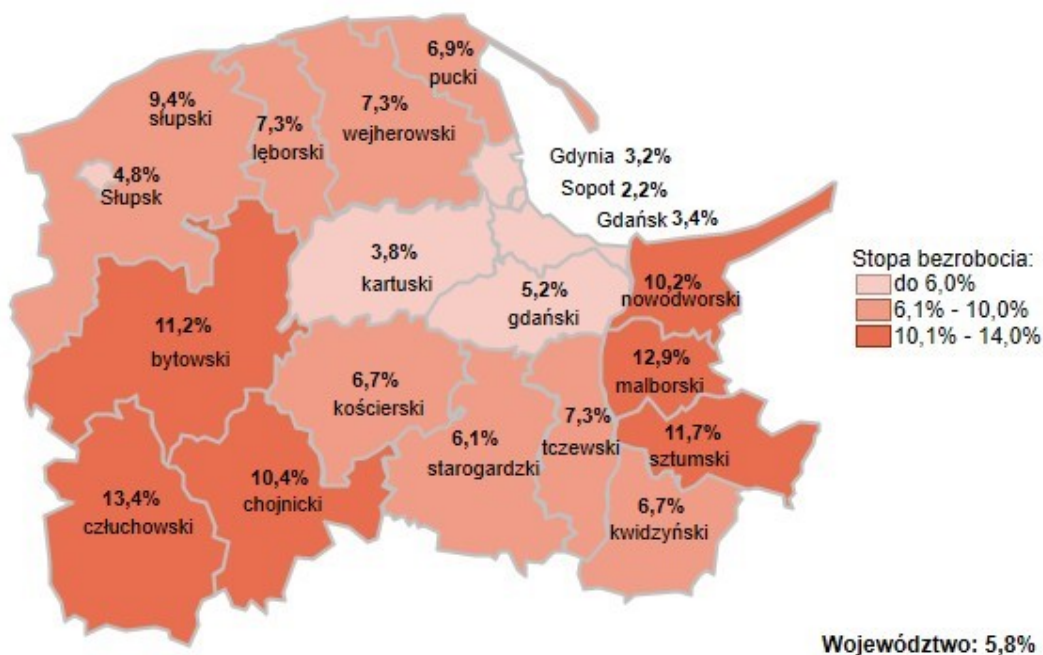 6,9%
pucki
9,4%
słupski
7,3%
lęborski
7,3%
wejherowski
Gdynia 3,2%
Sopot 2,2%
Gdańsk 3,4%
4,8%
Słupsk
3,8%
kartuski
5,2%
gdański
10,2%
nowodworski
Stopa bezrobocia:
do 6,0%
6,1% - 10,0%
10,1% - 14,0%
11,2%
bytowski
6,7%
kościerski
12,9%
malborski
6,1%
starogardzki
7,3%
tczewski
11,7%
sztumski
13,4%
człuchowski
10,4%
chojnicki
6,7%
kwidzyński
Województwo: 5,8%